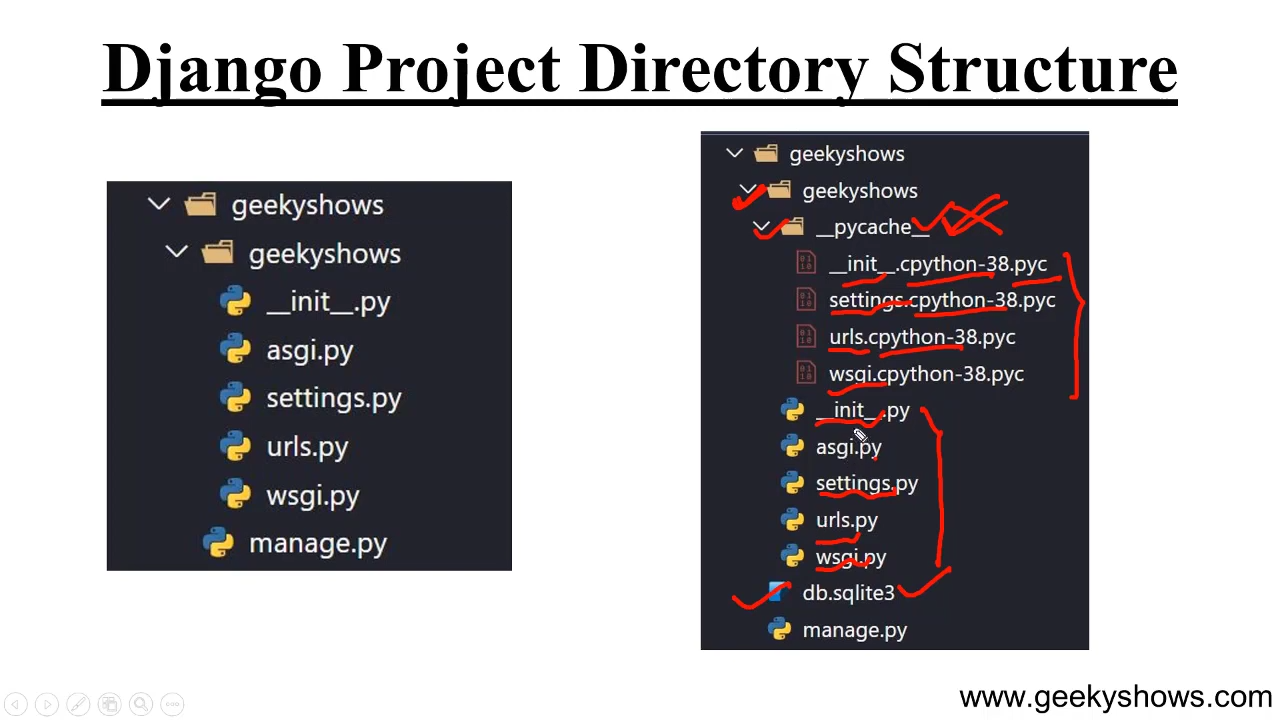 Django Project Directory Structure
geekyshows
geekyshows
__init__.py
asgi.py
settings.py
urls.py
wsgi.py
manage.py
geekyshows
geekyshows
__pycache__
__init__.cpython-38.pyc
settings.cpython-38.pyc
urls.cpython-38.pyc
wsgi.cpython-38.pyc
__init__.py
asgi.py
settings.py
urls.py
wsgi.py
db.sqlite3
manage.py
www.geekyshows.com